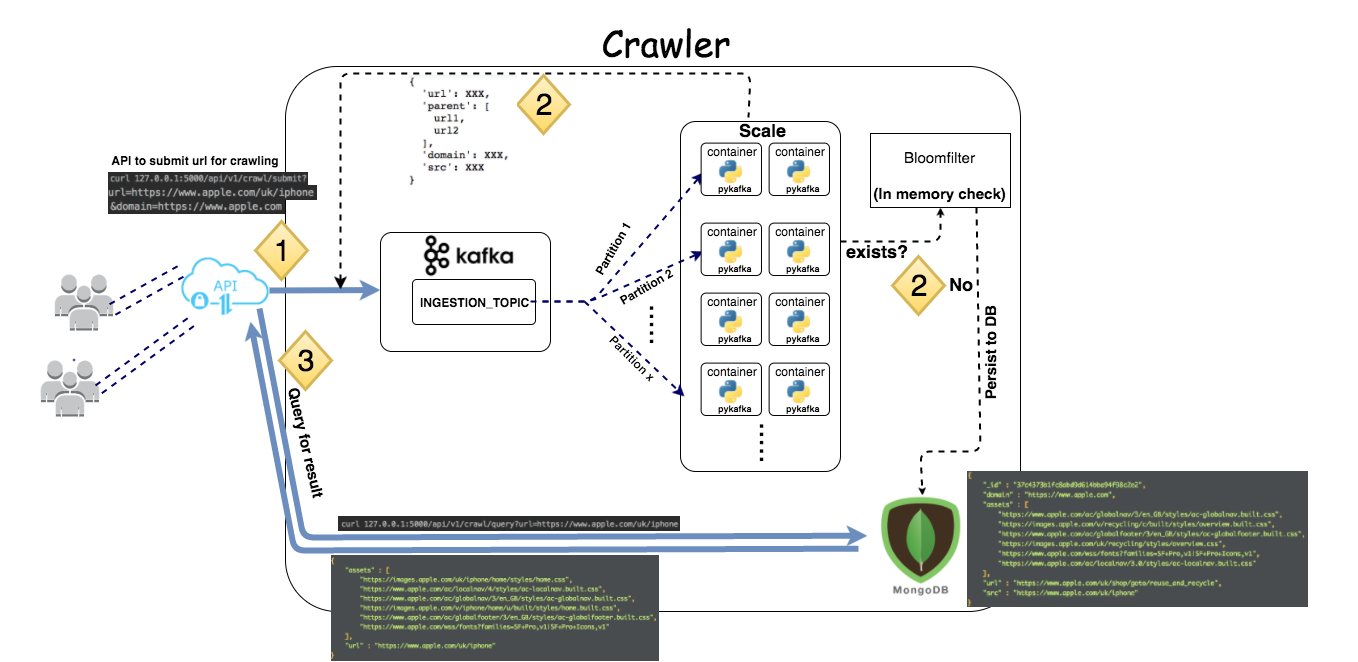 Crawler
API to submit url for crawling
curl 127.0.0.1:5000/api/v1/crawl/submit?
url=https://www.apple.com/uk/iphone
&domain=https://www.apple.com
{
'url': XXX,
'parent': [
url1,
url2
],
'domain': XXX,
'src': XXX
}
2
1
API
kafka
INGESTION_TOPIC
Partition 1
Partition 2
Partition x
Scale
container
pykafka
container
pykafka
container
pykafka
container
pykafka
container
pykafka
container
pykafka
container
pykafka
container
pykafka
Bloomfilter
(In memory check)
exists?
2
No
Persist to DB
3
Query for result
curl 127.0.0.1:5000/api/v1/crawl/query?url=https://www.apple.com/uk/iphone
{
"assets" : [
"https://images.apple.com/uk/iphone/home/styles/home.css",
"https://www.apple.com/ac/localnav/4/styles/ac-localnav.built.css",
"https://www.apple.com/ac/globalnav/3/en_GB/styles/ac-globalnav.built.css",
"https://images.apple.com/v/iphone/home/u/built/styles/home.built.css",
"https://www.apple.com/ac/globalfooter/3/en_GB/styles/ac-globalfooter.built.css",
"https://www.apple.com/wss/fonts?families=SF+Pro,v1|SF+Pro+Icons,v1"
],
"url" : "https://www.apple.com/uk/iphone"
}
MongoDB
{
"_id" :
"domain" : "https://www.apple.com",
"assets" : [
"https://www.apple.com/ac/globalnav/3/en_GB/styles/ac-globalnav.built.css",
"https://images.apple.com/v/recycling/c/built/styles/overview.built.css",
"https://www.apple.com/ac/globalfooter/3/en_GB/styles/ac-globalfooter.built.css",
"https://images.apple.com/uk/recycling/styles/overview.css",
"https://www.apple.com/wss/fonts?families=SF+Pro,v1|SF+Pro+Icons,v1",
"https://www.apple.com/ac/localnav/3.0/styles/ac-localnav.built.css"
],
"url" : "https://www.apple.com/uk/shop/goto/reuse_and_recycle",
"src" : "https://www.apple.com/uk/iphone"
}